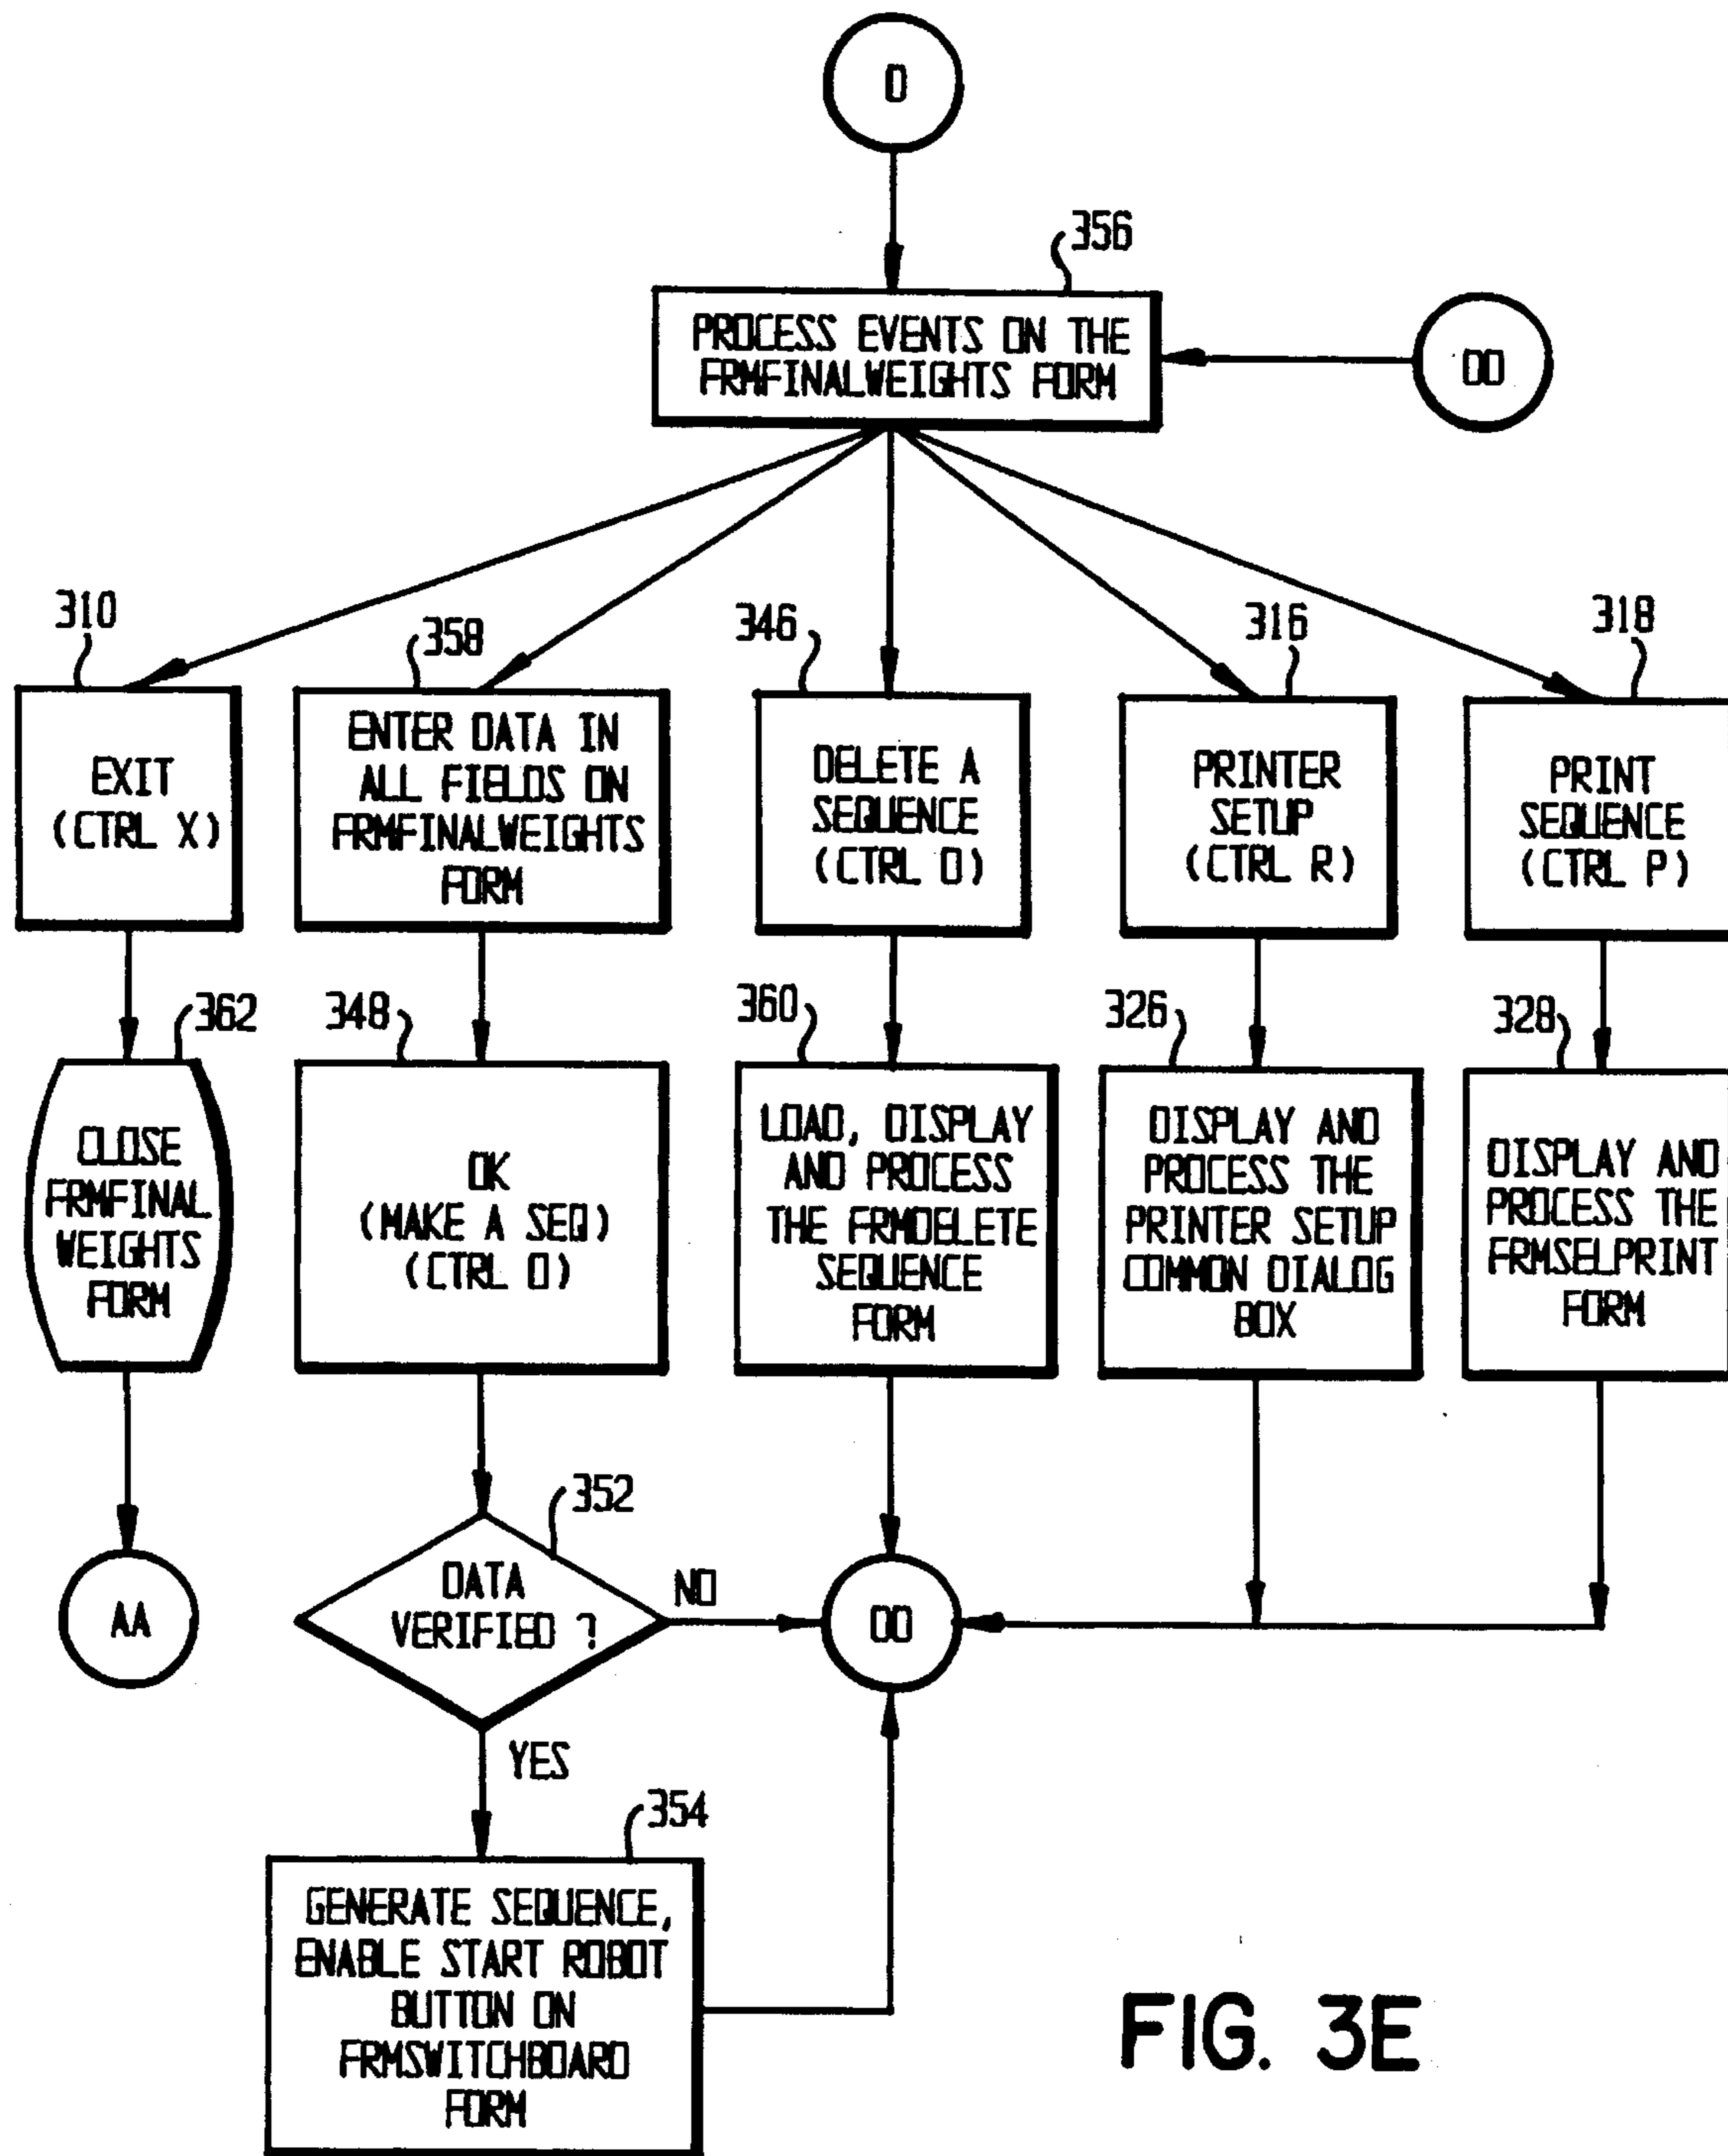 D
356
PROCESS EVENTS ON THE
FRMFINALWEIGHTS FORM
DD
310
358
346
316
318
EXIT
(CTRL X)
ENTER DATA IN
ALL FIELDS ON
FRMFINALWEIGHTS
FORM
DELETE A
SEQUENCE
(CTRL D)
PRINTER
SETUP
(CTRL R)
PRINT
SEQUENCE
(CTRL P)
362
348
360
326
328
CLOSE
FRMFINAL
WEIGHTS
FORM
OK
(MAKE A SEQ)
(CTRL O)
LOAD, DISPLAY
AND PROCESS
THE FRMDELETE
SEQUENCE
FORM
DISPLAY AND
PROCESS THE
PRINTER SETUP
COMMON DIALOG
BOX
DISPLAY AND
PROCESS THE
FRMSELPRINT
FORM
352
AA
DATA
VERIFIED ?
NO
DD
YES
354
GENERATE SEQUENCE,
ENABLE START ROBOT
BUTTON ON
FRMSWITCHBOARD
FORM
FIG. 3E